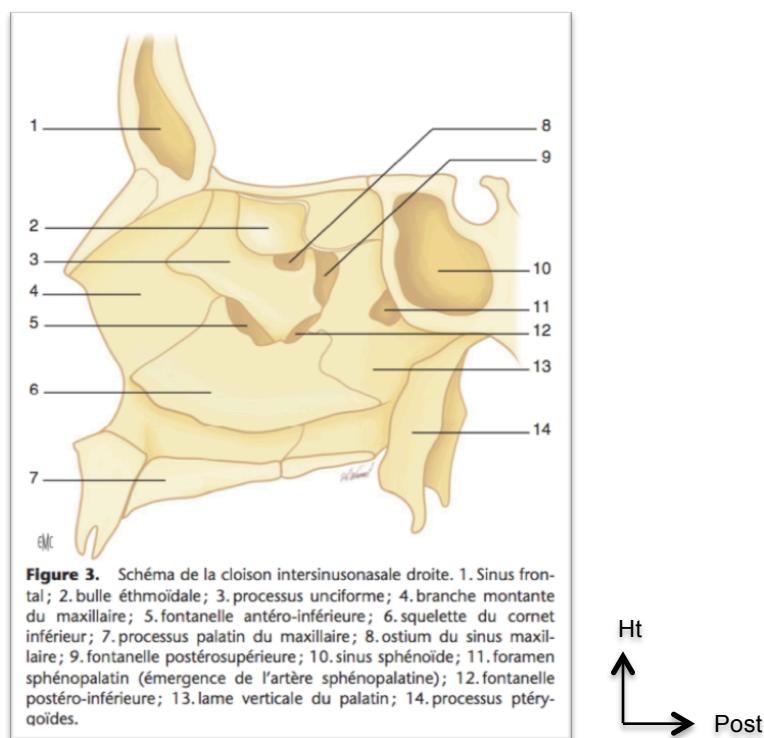 1
8
9
2
3
10
4
11
5
12
13
6
14
7
EMC
Figure 3. Schéma de la cloison intersinusonasale droite. 1. Sinus fron-
tal ; 2. bulle éthmoïdale ; 3. processus unciforme ; 4. branche montante
du maxillaire ; 5. fontanelle antéro-inférieure ; 6. squelette du cornet
inférieur ; 7. processus palatin du maxillaire ; 8. ostium du sinus maxil-
laire ; 9. fontanelle postérosupérieure ; 10. sinus sphénoïde ; 11. foramen
sphénopalatin (émergence de l'artère sphénopalatine) ; 12. fontanelle
postéro-inférieure ; 13. lame verticale du palatin ; 14. processus ptéry-
goïdes.
Ht
Post